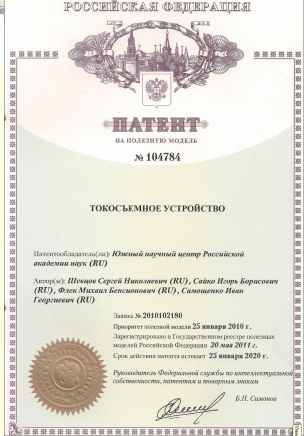 РОССИЙСКАЯ ФЕДЕРАЦИЯ
ПАТЕНТ
НА ПОЛЕЗНУЮ МОДЕЛЬ
№ 104784
ТОКОСЪЕМНОЕ УСТРОЙСТВО
Патентообладатель(ли): Южный научный центр Российской
академии наук (RU)
Автор(ы): Шевцов Сергей Николаевич (RU), Сайко Игорь Борисович
(RU), Флек Михаил Бенсионович (RU), Самощенко Иван
Георгиевич (RU)
Заявка № 2010102180
Приоритет полезной модели 25 января 2010 г.
Зарегистрировано в Государственном реестре полезных
моделей Российской Федерации 20 мая 2011 г.
Срок действия патента истекает 25 января 2020 г.
Руководитель Федеральной службы по интеллектуальной
собственности, патентам и товарным знакам
Б.П. Симонов